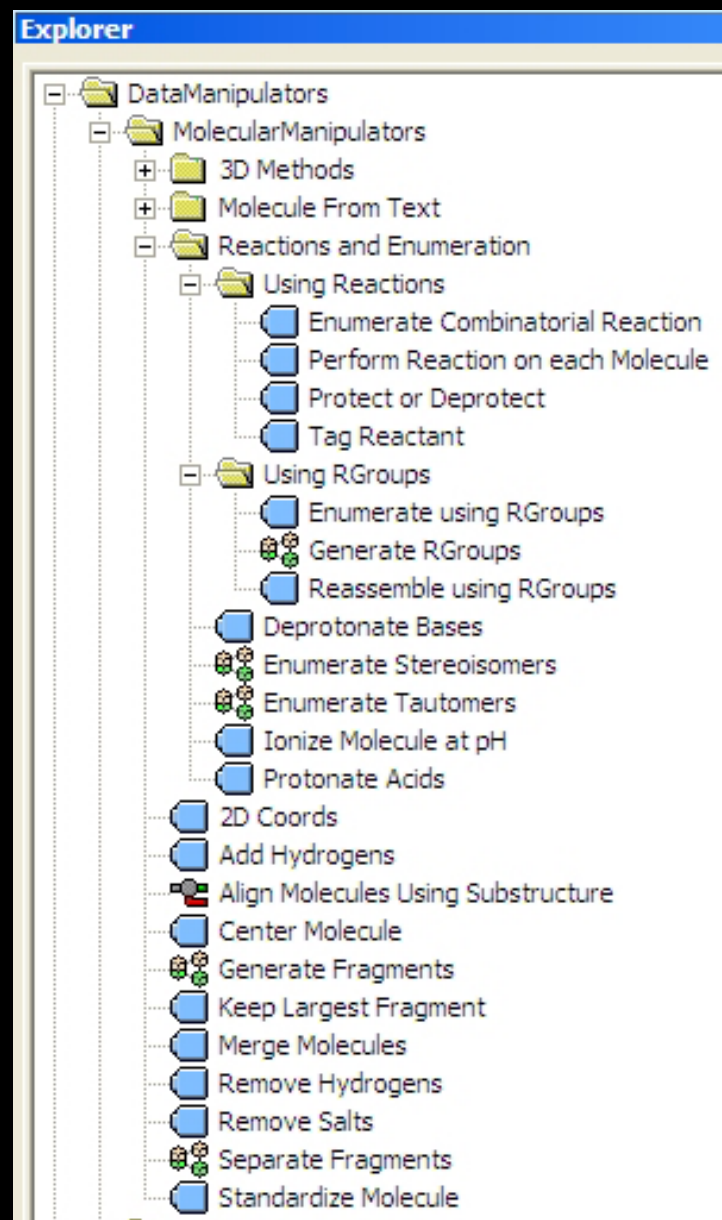 Explorer
DataManipulators
MolecularManipulators
3D Methods
Molecule From Text
Reactions and Enumeration
Using Reactions
Enumerate Combinatorial Reaction
Perform Reaction on each Molecule
Protect or Deprotect
Tag Reactant
Using RGroups
Enumerate using RGroups
Generate RGroups
Reassemble using RGroups
Deprotonate Bases
Enumerate Stereoisomers
Enumerate Tautomers
Ionize Molecule at pH
Protonate Acids
2D Coords
Add Hydrogens
Align Molecules Using Substructure
Center Molecule
Generate Fragments
Keep Largest Fragment
Merge Molecules
Remove Hydrogens
Remove Salts
Separate Fragments
Standardize Molecule